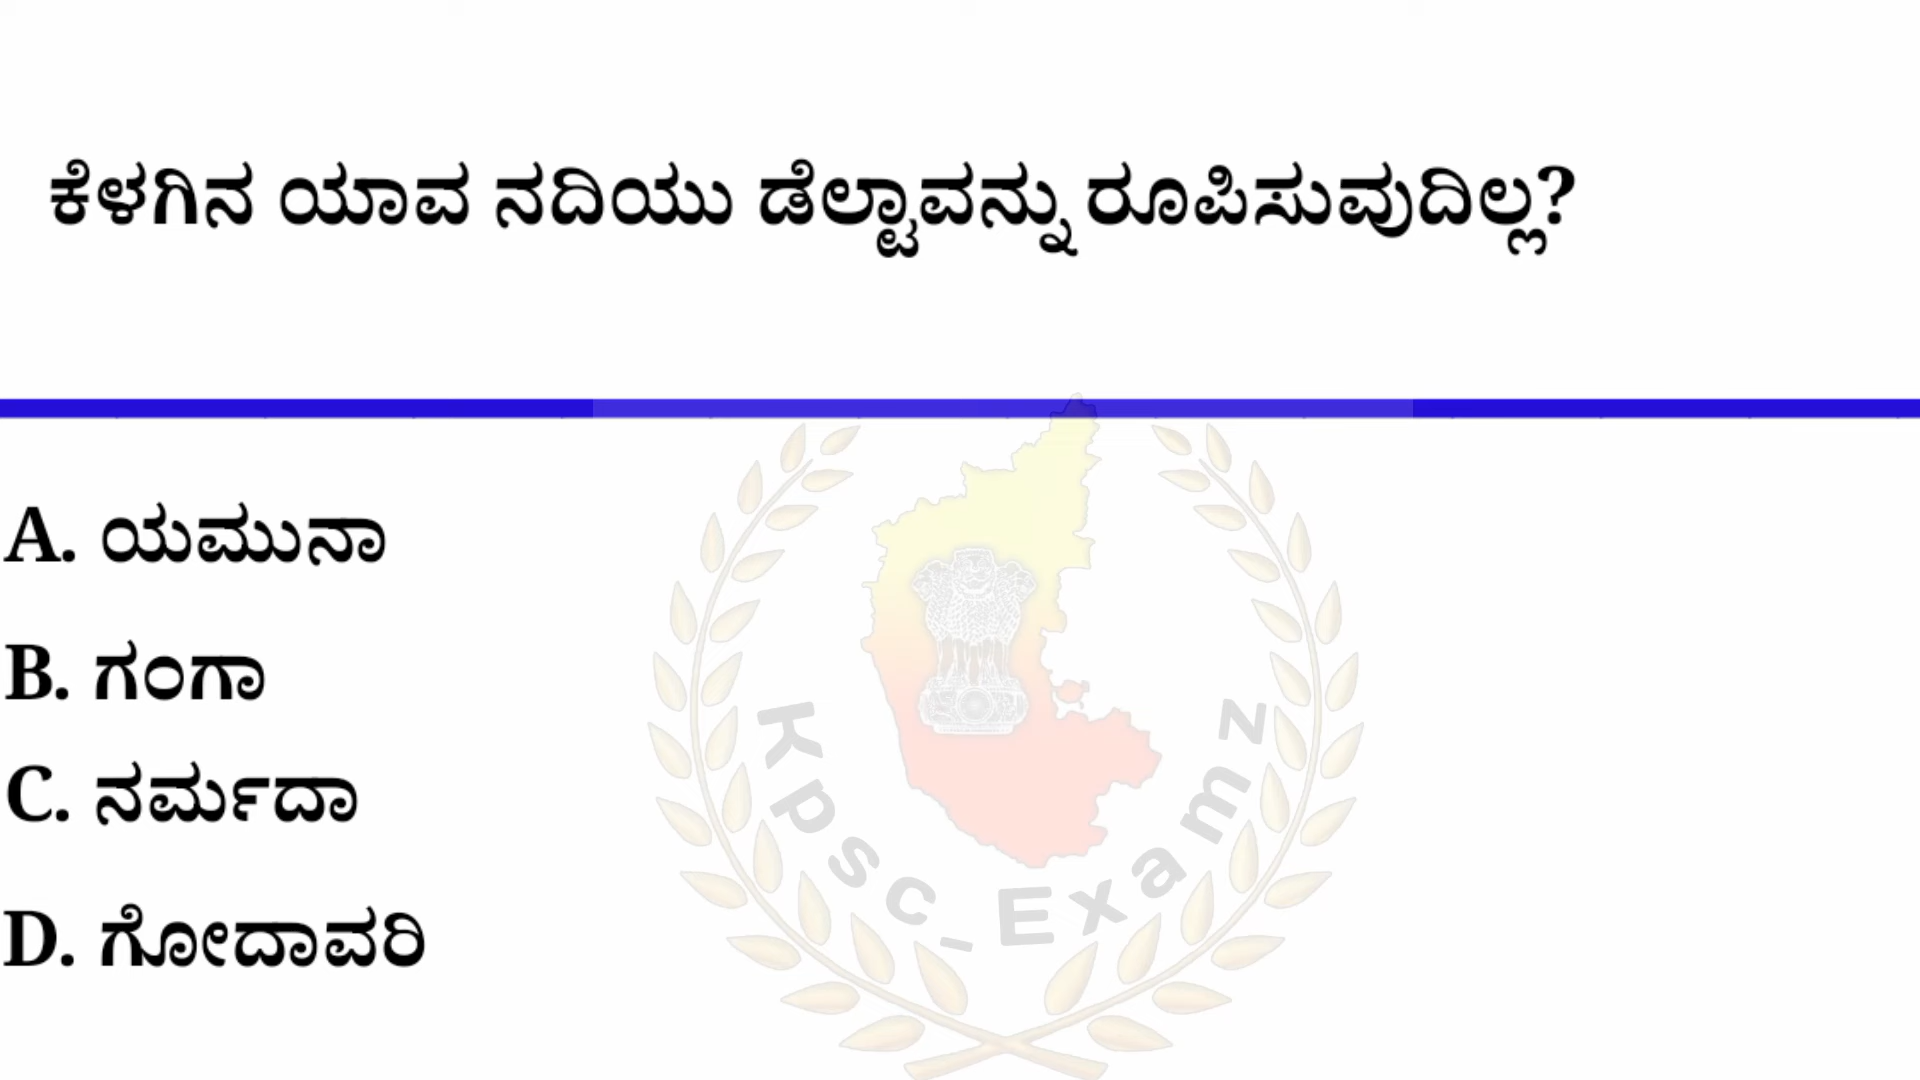 ಕೆಳಗಿನ ಯಾವ ನದಿಯು ಡೆಲ್ಟಾವನ್ನು ರೂಪಿಸುವುದಿಲ್ಲ?
A. ಯಮುನಾ
B. ಗಂಗಾ
C. ನರ್ಮದಾ
D. ಗೋದಾವರಿ
Kpsc_Examz